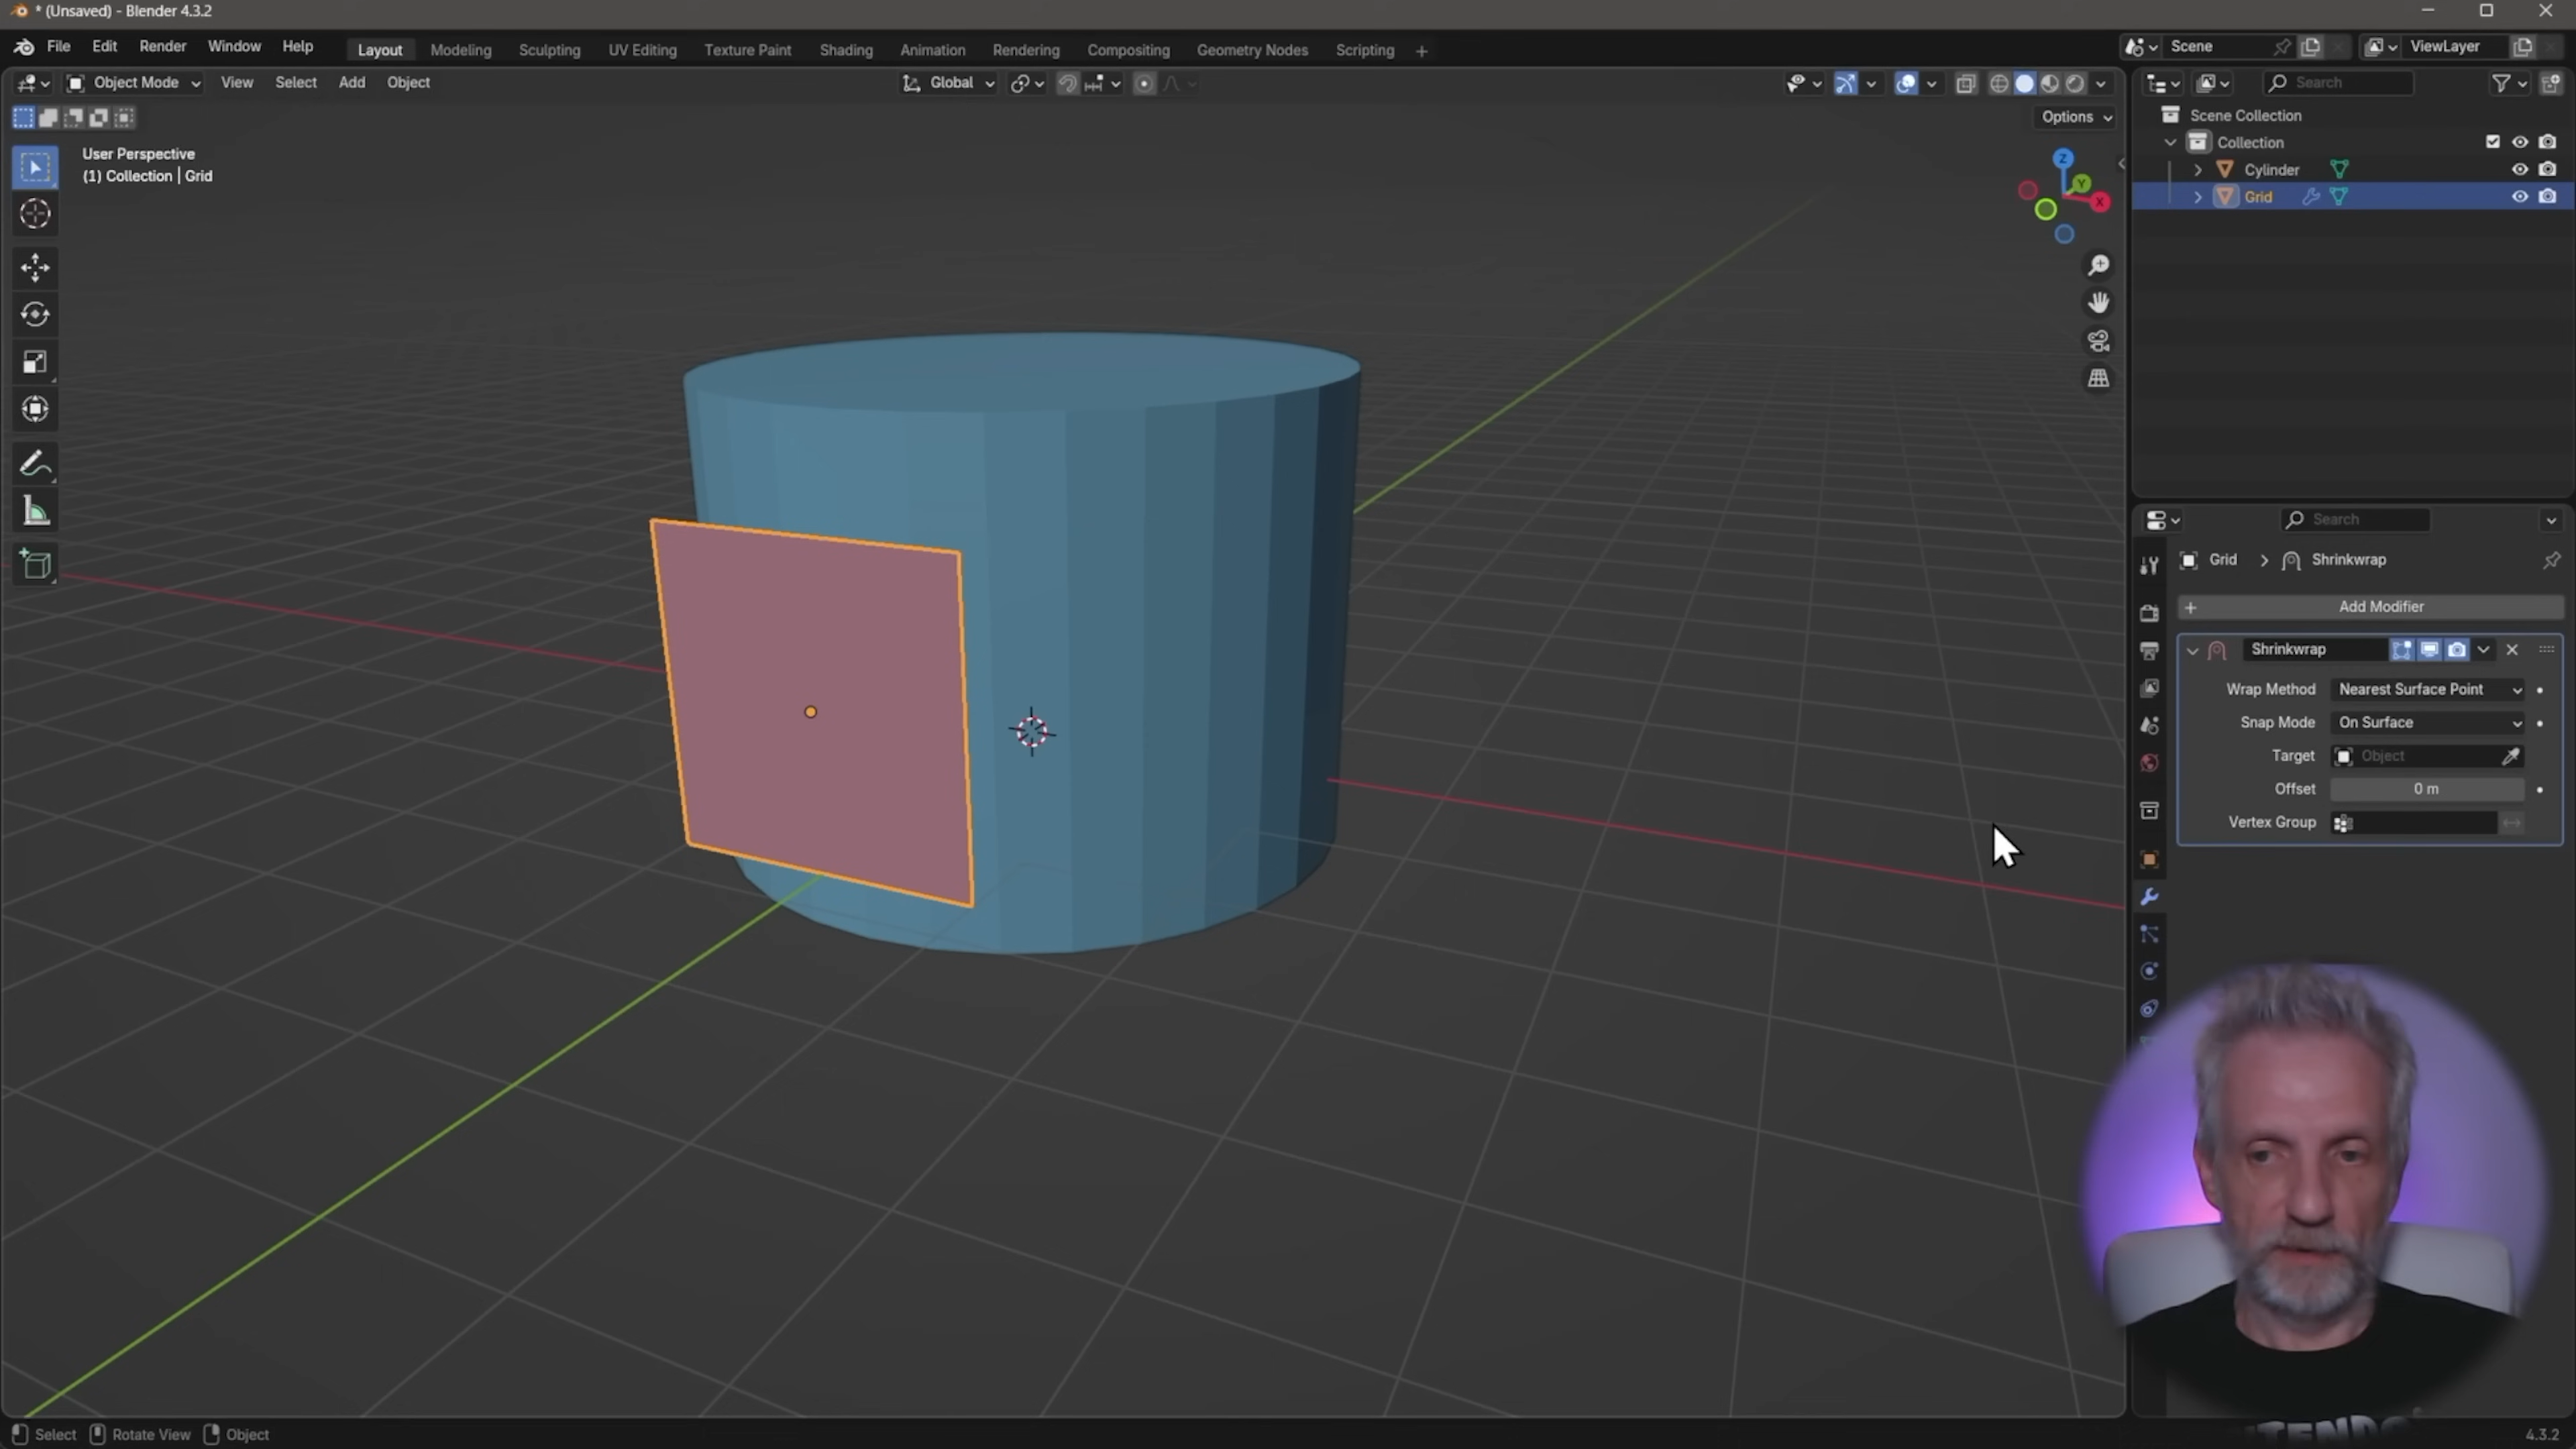 * (Unsaved) - Blender 4.3.2
File Edit Render Window Help Layout Modeling Sculpting UV Editing Texture Paint Shading Animation Rendering Compositing Geometry Nodes Scripting + Scene ViewLayer
Object Mode View Select Add Object Global Search
Options
User Perspective
(1) Collection | Grid
Z
Y
X
Scene Collection
Collection
Cylinder
Grid
Search
Grid > Shrinkwrap
+ Add Modifier
Shrinkwrap
Wrap Method Nearest Surface Point
Snap Mode On Surface
Target Object
Offset 0 m
Vertex Group
Select Rotate View Object 4.3.2